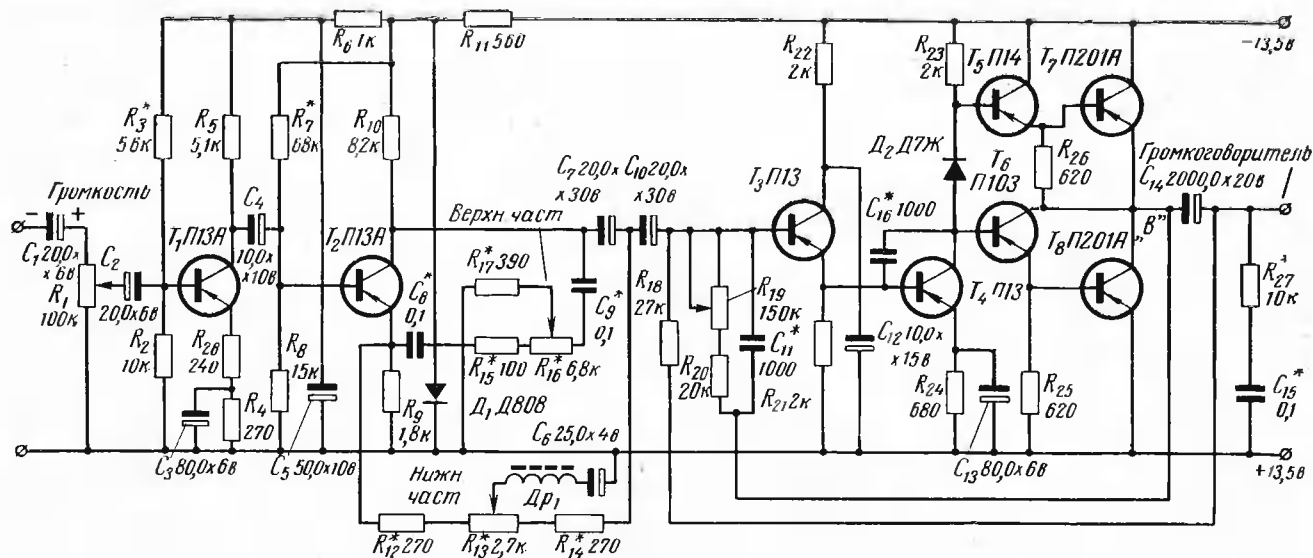 R6 1к
R11 560
−13,5в
R3* 56к
R5 5,1к
R7* 68к
R10 8,2к
R22 2к
R23 2к
T5 П14
T7 П201А
Д2 Д7Ж
R26 620
T6 П103
Громкоговоритель
C14 2000,0х20в
Громкость
− +
C1 20,0х
х6в
C2
20,0х6в
R1 100к
C4
10,0х
х10в
T1 П13А
T2 П13А
C7 20,0х
х30в
C10 20,0х
х30в
T3 П13
C16* 1000
Верхн. част
R17* 390
C8* 0,1
C9* 0,1
R18 27к
R19 150к
T8 П201А
"В"
T4 П13
R27* 10к
R2 10к
R28 240
R8 15к
R15* 100
R16* 6,8к
C11* 1000
R20 20к
R21 2к
C12 10,0х
х15в
R24 680
R25 620
C15* 0,1
R4 270
R9 1,8к
Д1 Д808
C3 80,0х6в
C5 50,0х10в
C6 25,0х4в
C13 80,0х6в
+13,5в
Нижн
част
Др1
R12* 270
R13* 2,7к
R14* 270